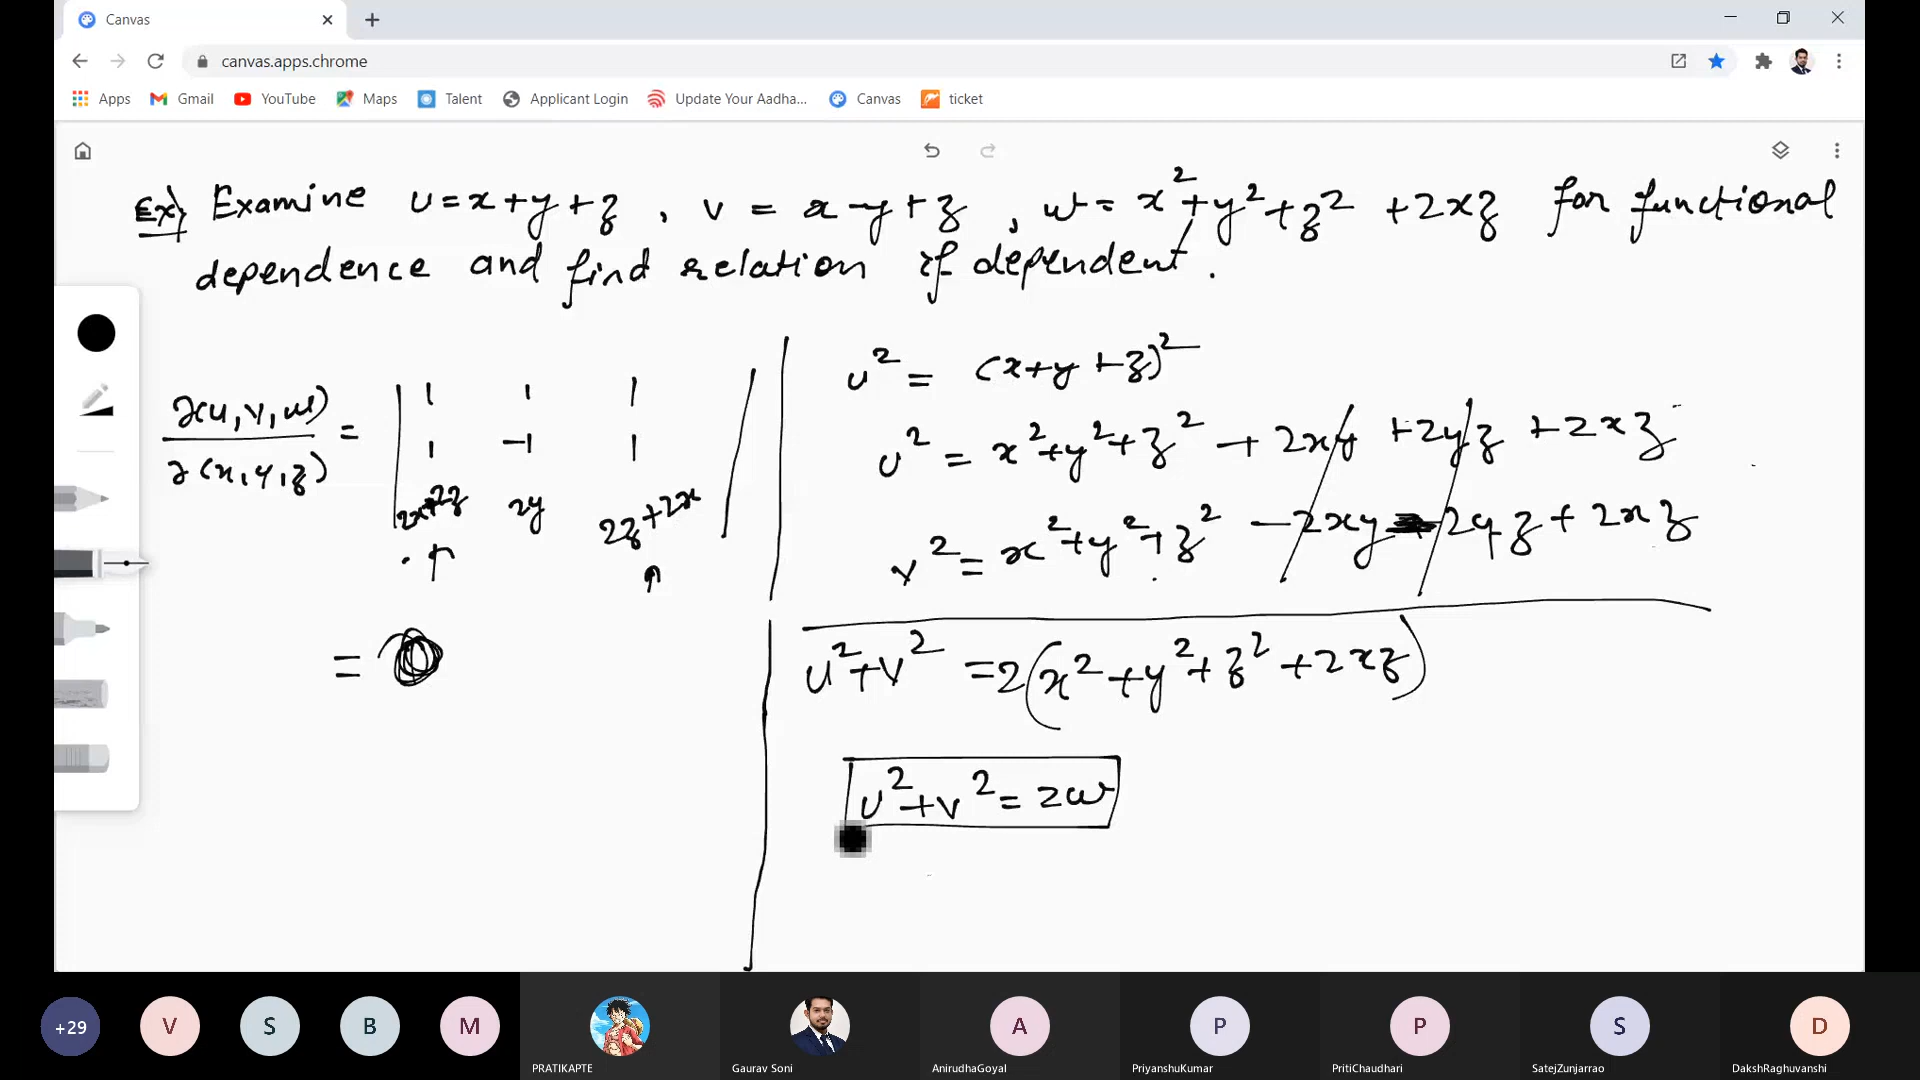 Canvas
canvas.apps.chrome
Apps Gmail YouTube Maps Talent Applicant Login Update Your Aadha... Canvas ticket
Ex) Examine u=x+y+z , v = x-y+z , w= x²+y²+z² +2xz for functional
dependence and find relation if dependent.
∂(u,v,w) / ∂(x,y,z) = | 1 1 1
1 -1 1
2x+2z 2y 2z+2x |
= 0
u² = (x+y+z)²
u² = x²+y²+z² + 2xy +2yz +2xz
v² = x²+y²+z² -2xy - 2yz + 2xz
u²+v² =2(x²+y²+z²+2xz)
u²+v²=2w
+29 V S B M A P P S D
PRATIKAPTE Gaurav Soni AnirudhaGoyal PriyanshuKumar PritiChaudhari SatejZunjarrao DakshRaghuvanshi